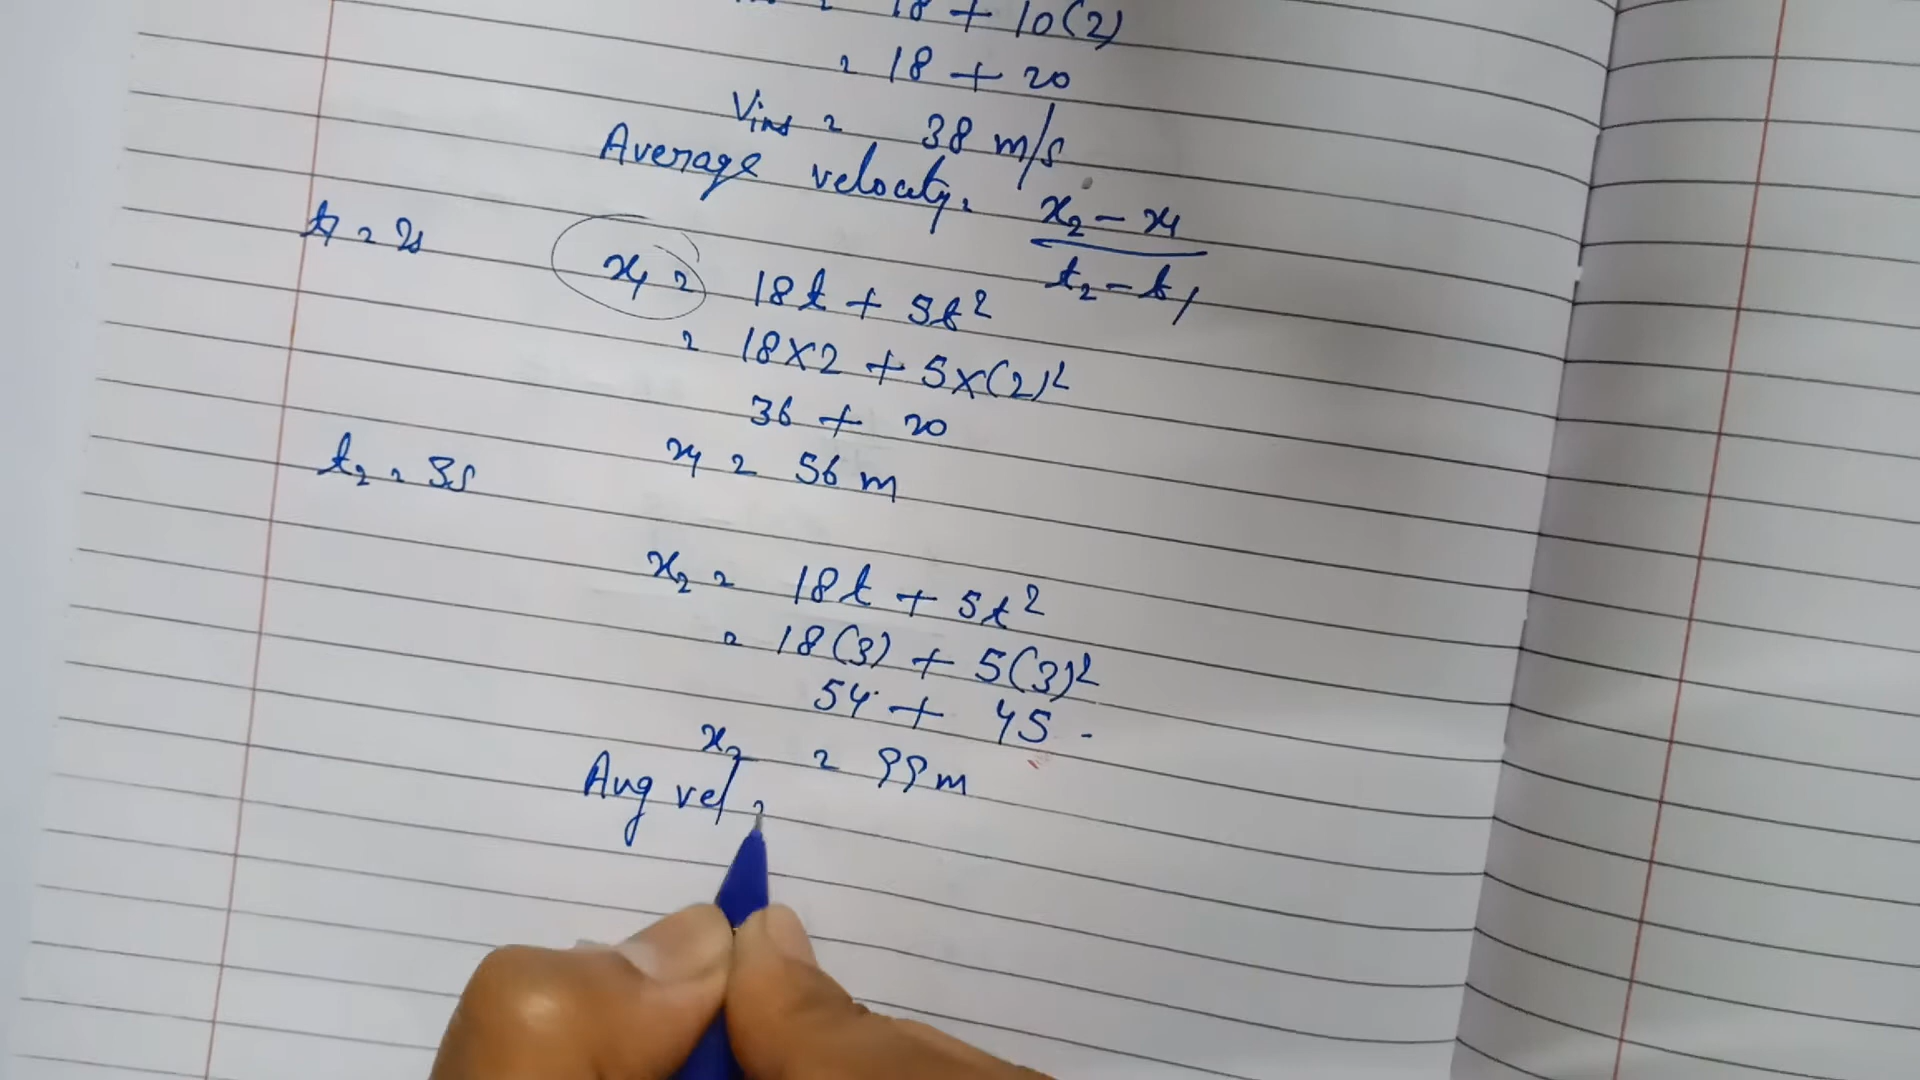 = 18 + 10(2)
= 18 + 20
Vins = 38 m/s
Average velocity = x2 - x1 / t2 - t1
t1 = 2s
x1 = 18t + 5t²
= 18×2 + 5×(2)²
36 + 20
x1 = 56 m
t2 = 3s
x2 = 18t + 5t²
= 18(3) + 5(3)²
54 + 45
x2 = 99m
Avg vel =